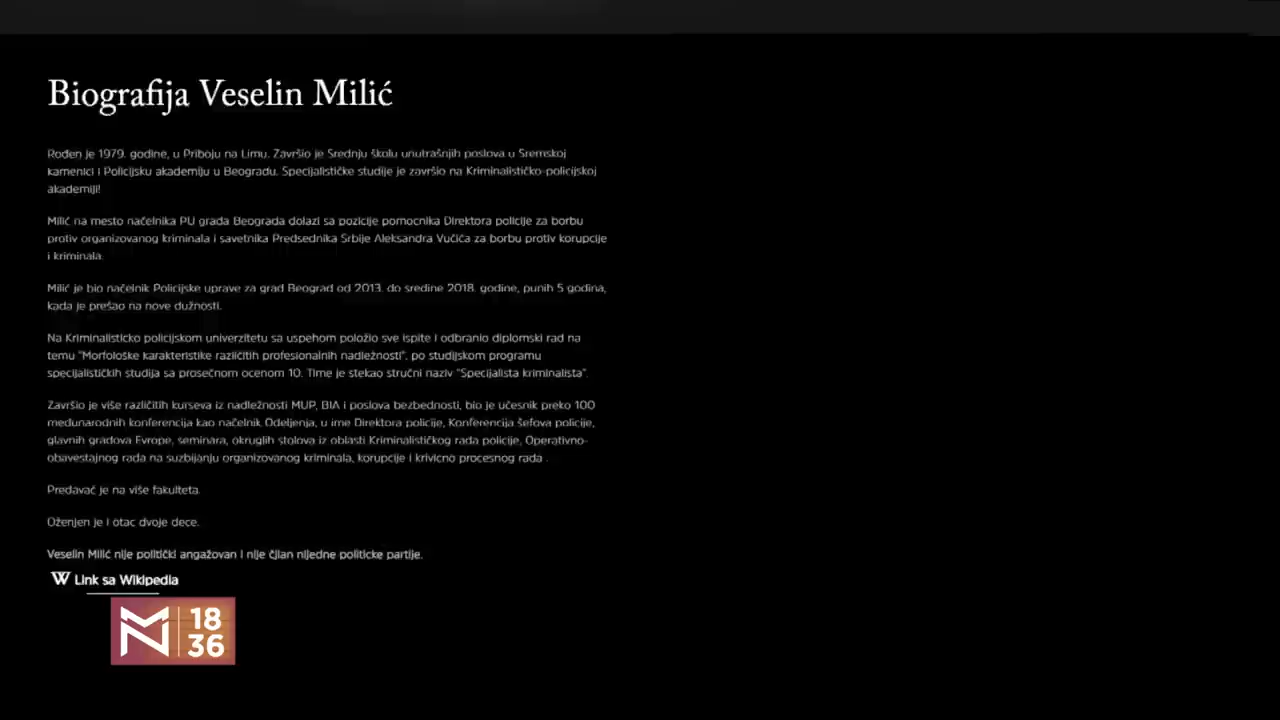 Biografija Veselin Milić
Rođen je 1979. godine, u Priboju na Limu. Završio je Srednju školu unutrašnjih poslova u Sremskoj
kamenici i Policijsku akademiju u Beogradu. Specijalističke studije je završio na Kriminalističko-policijskoj
akademiji!
Milić na mesto načelnika PU grada Beograda dolazi sa pozicije pomocnika Direktora policije za borbu
protiv organizovanog kriminala i savetnika Predsednika Srbije Aleksandra Vučića za borbu protiv korupcije
i kriminala.
Milić je bio načelnik Policijske uprave za grad Beograd od 2013. do sredine 2018. godine, punih 5 godina,
kada je prešao na nove dužnosti.
Na Kriminalisticko policijskom univerzitetu sa uspehom položio sve ispite i odbranio diplomski rad na
temu "Morfološke karakteristike različitih profesionalnih nadležnosti". po studijskom programu
specijalističkih studija sa prosečnom ocenom 10. Time je stekao stručni naziv "Specijalista kriminalista".
Završio je više različitih kurseva iz nadležnosti MUP, BIA i poslova bezbednosti, bio je učesnik preko 100
međunarodnih konferencija kao načelnik Odeljenja, u ime Direktora policije, Konferencija šefova policije,
glavnih gradova Evrope, seminara, okruglih stolova iz oblasti Kriminalističkog rada policije, Operativno-
obavestajnog rada na suzbijanju organizovanog kriminala, korupcije i krivicno procesnog rada .
Predavač je na više fakulteta.
Oženjen je i otac dvoje dece.
Veselin Milić nije politički angažovan i nije čjlan nijedne politicke partije.
W Link sa Wikipedia
18
36